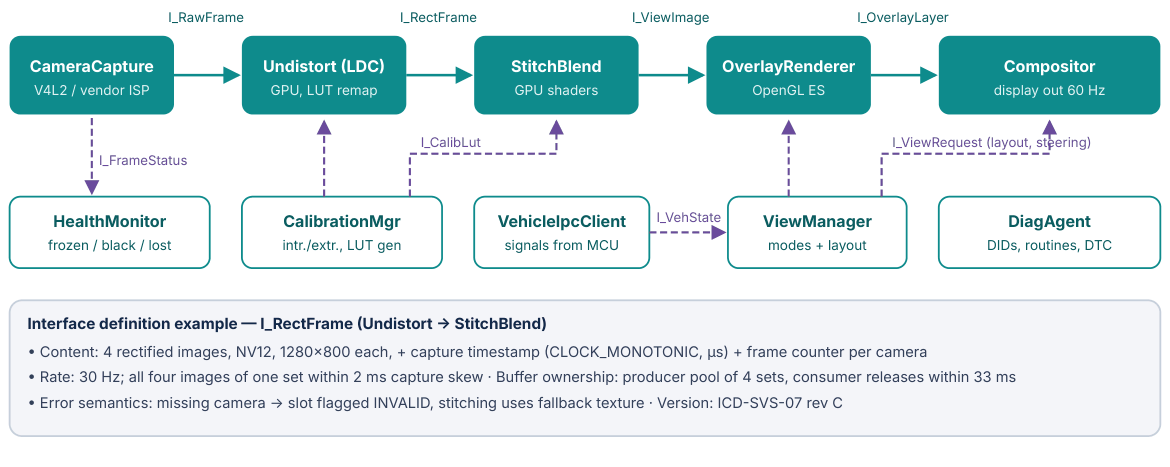 I_RawFrame
I_RectFrame
I_ViewImage
I_OverlayLayer
CameraCapture
V4L2 / vendor ISP
Undistort (LDC)
GPU, LUT remap
StitchBlend
GPU shaders
OverlayRenderer
OpenGL ES
Compositor
display out 60 Hz
I_FrameStatus
I_CalibLut
I_ViewRequest (layout, steering)
HealthMonitor
frozen / black / lost
CalibrationMgr
intr./extr., LUT gen
VehicleIpcClient
signals from MCU
I_VehState
ViewManager
modes + layout
DiagAgent
DIDs, routines, DTC
Interface definition example — I_RectFrame (Undistort → StitchBlend)
• Content: 4 rectified images, NV12, 1280×800 each, + capture timestamp (CLOCK_MONOTONIC, µs) + frame counter per camera
• Rate: 30 Hz; all four images of one set within 2 ms capture skew · Buffer ownership: producer pool of 4 sets, consumer releases within 33 ms
• Error semantics: missing camera → slot flagged INVALID, stitching uses fallback texture · Version: ICD-SVS-07 rev C